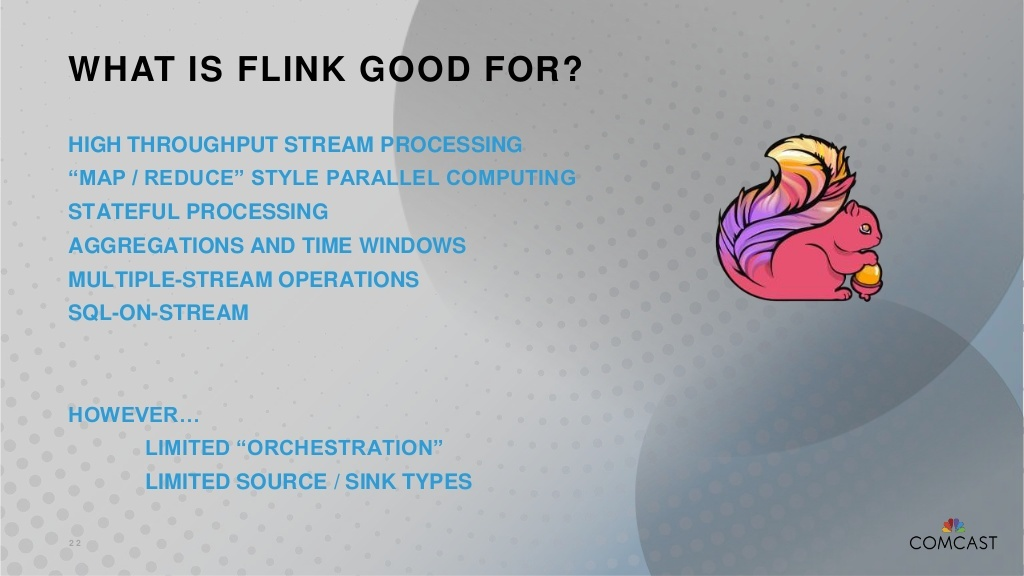 WHAT IS FLINK GOOD FOR?
HIGH THROUGHPUT STREAM PROCESSING
“MAP / REDUCE” STYLE PARALLEL COMPUTING
STATEFUL PROCESSING
AGGREGATIONS AND TIME WINDOWS
MULTIPLE-STREAM OPERATIONS
SQL-ON-STREAM
HOWEVER…
LIMITED “ORCHESTRATION”
LIMITED SOURCE / SINK TYPES
22
COMCAST